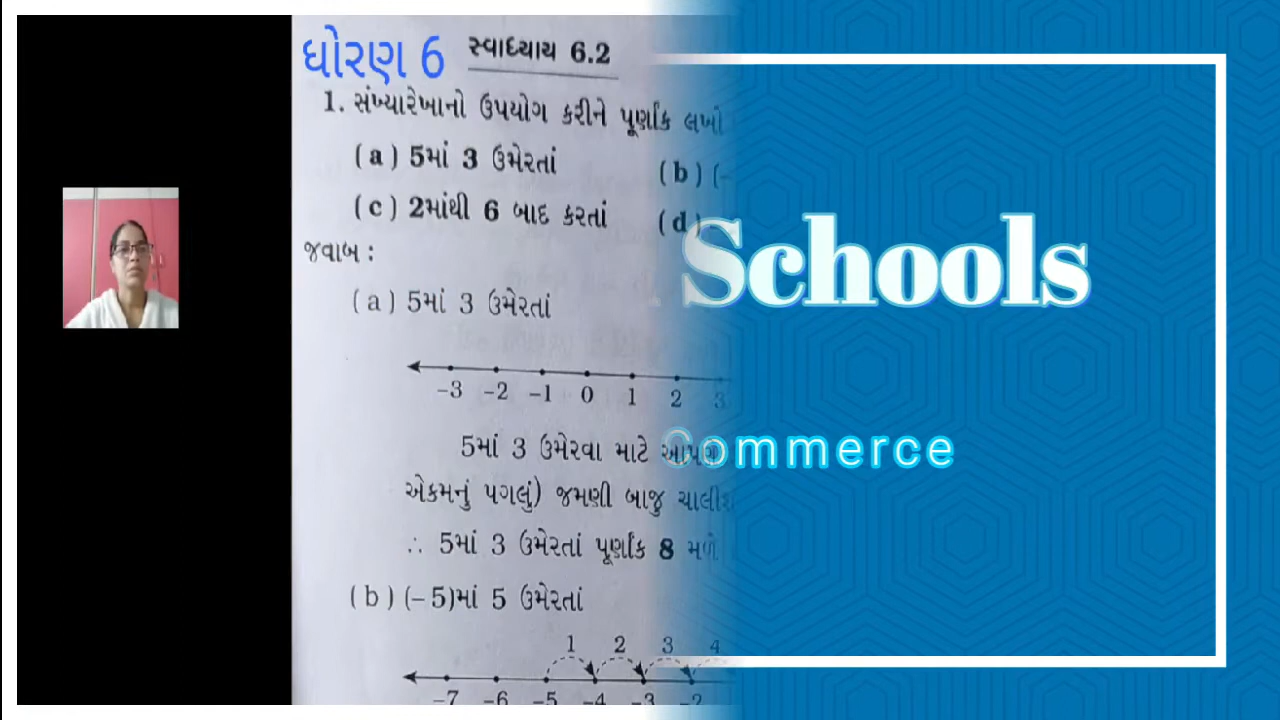 ધોરણ 6 સ્વાધ્યાય 6.2
1. સંખ્યારેખાનો ઉપયોગ કરીને પૂર્ણાંક લખો
(a) 5માં 3 ઉમેરતાં (b) (-
(c) 2માંથી 6 બાદ કરતાં (d)
Schools
જવાબ :
(a) 5માં 3 ઉમેરતાં
-3 -2 -1 0 1 2 3
5માં 3 ઉમેરવા માટે
Commerce
એકમનું પગલું) જમણી બાજુ
∴ 5માં 3 ઉમેરતાં પૂર્ણાંક 8 મળે
(b) (-5)માં 5 ઉમેરતાં
1 2 3 4
-7 -6 -5 -4 -3 -2